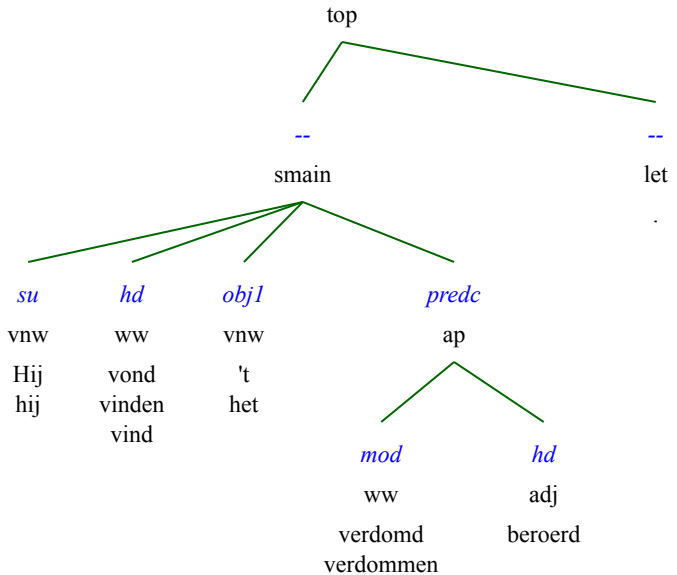 top
-- --
smain let
.
su hd obj1 predc
vnw ww vnw ap
Hij vond 't
hij vinden het
vind
mod hd
ww adj
verdomd beroerd
verdommen